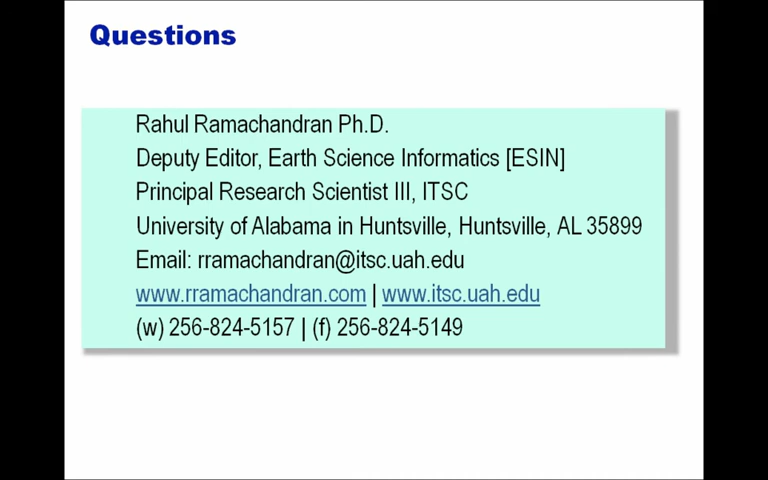 Questions
Rahul Ramachandran Ph.D.
Deputy Editor, Earth Science Informatics [ESIN]
Principal Research Scientist III, ITSC
University of Alabama in Huntsville, Huntsville, AL 35899
Email: rramachandran@itsc.uah.edu
www.rramachandran.com | www.itsc.uah.edu
(w) 256-824-5157 | (f) 256-824-5149